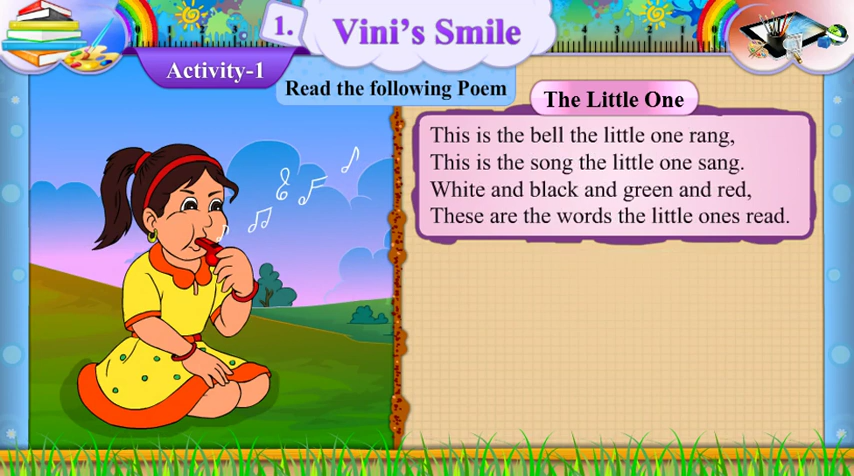 1.
Vini's Smile
Activity-1
Read the following Poem
The Little One
This is the bell the little one rang,
This is the song the little one sang.
White and black and green and red,
These are the words the little ones read.